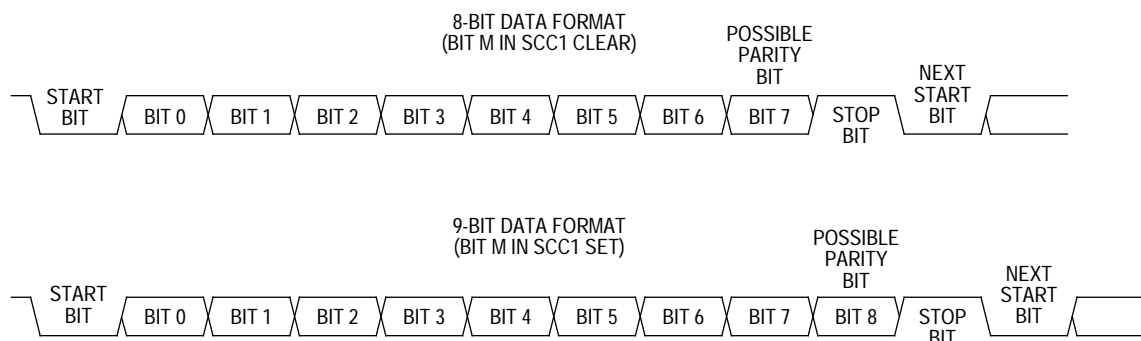 8-BIT DATA FORMAT
(BIT M IN SCC1 CLEAR)
POSSIBLE
PARITY
BIT
NEXT
START
BIT
START
BIT
BIT 0
BIT 1
BIT 2
BIT 3
BIT 4
BIT 5
BIT 6
BIT 7
STOP
BIT
9-BIT DATA FORMAT
(BIT M IN SCC1 SET)
POSSIBLE
PARITY
BIT
NEXT
START
BIT
START
BIT
BIT 0
BIT 1
BIT 2
BIT 3
BIT 4
BIT 5
BIT 6
BIT 7
BIT 8
STOP
BIT